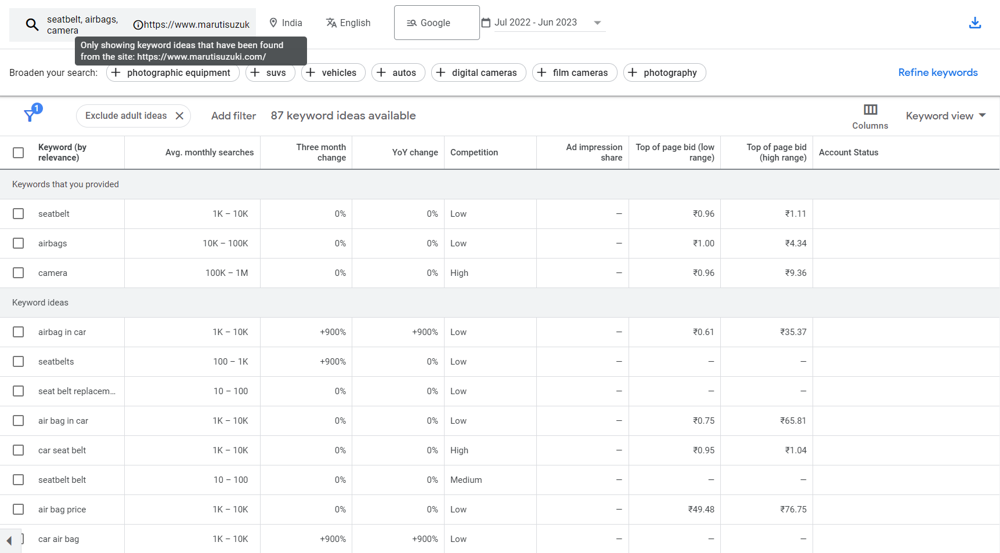 seatbelt, airbags,
camera
https://www.marutisuzuk
India
English
Google
Jul 2022 - Jun 2023
Only showing keyword ideas that have been found
from the site: https://www.marutisuzuki.com/
Broaden your search:
photographic equipment
suvs
vehicles
autos
digital cameras
film cameras
photography
Refine keywords
1
Exclude adult ideas
Add filter
87 keyword ideas available
Columns
Keyword view
Keyword (by
relevance)
Avg. monthly searches
Three month
change
YoY change
Competition
Ad impression
share
Top of page bid (low
range)
Top of page bid
(high range)
Account Status
Keywords that you provided
seatbelt 1K – 10K 0% 0% Low — ₹0.96 ₹1.11
airbags 10K – 100K 0% 0% Low — ₹1.00 ₹4.34
camera 100K – 1M 0% 0% High — ₹0.96 ₹9.36
Keyword ideas
airbag in car 1K – 10K +900% +900% Low — ₹0.61 ₹35.37
seatbelts 100 – 1K +900% 0% Low — — —
seat belt replacem... 10 – 100 0% 0% Low — — —
air bag in car 1K – 10K 0% 0% Low — ₹0.75 ₹65.81
car seat belt 1K – 10K 0% 0% High — ₹0.95 ₹1.04
seatbelt belt 10 – 100 0% 0% Medium — — —
air bag price 1K – 10K 0% 0% Low — ₹49.48 ₹76.75
car air bag 1K – 10K +900% +900% Low — — —